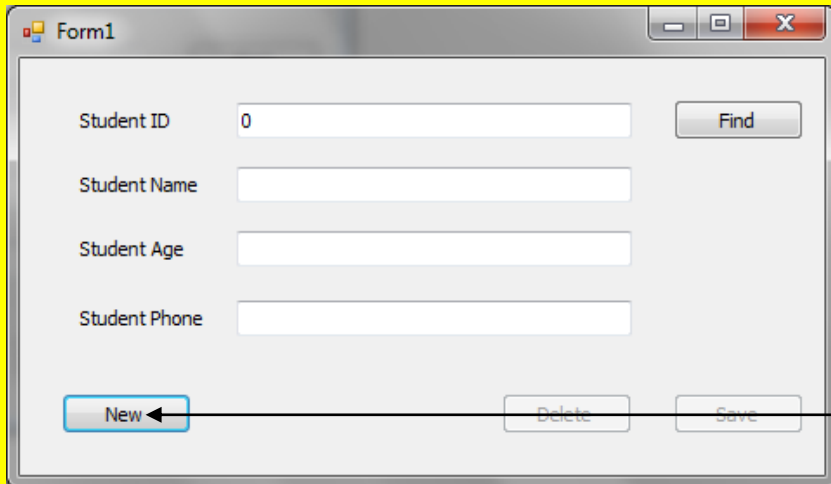 Form1
Student ID 0 Find
Student Name
Student Age
Student Phone
New Delete Save